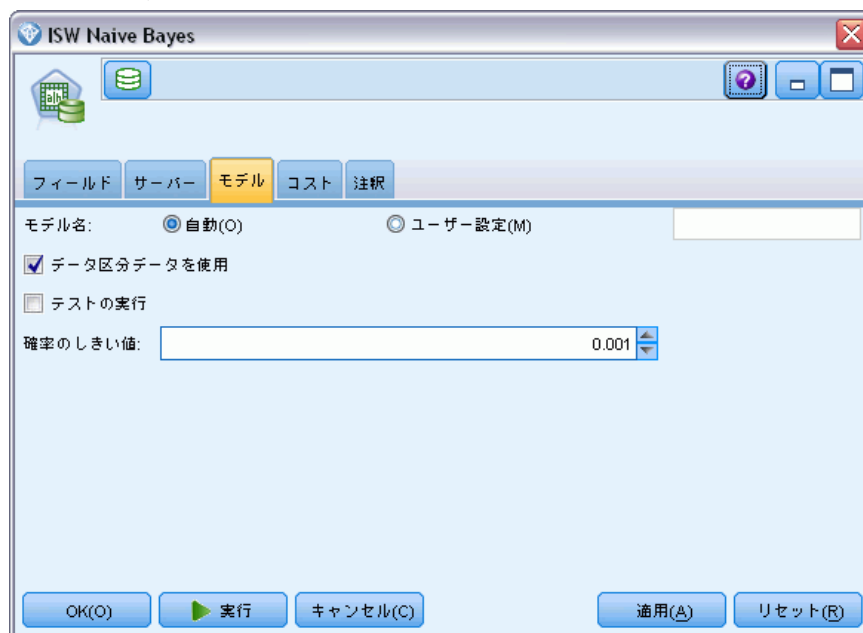 ISW Naive Bayes
フィールド サーバー モデル コスト 注釈
モデル名: 自動(O) ユーザー設定(M)
データ区分データを使用
テストの実行
確率のしきい値: 0.001
OK(O) 実行 キャンセル(C) 適用(A) リセット(R)